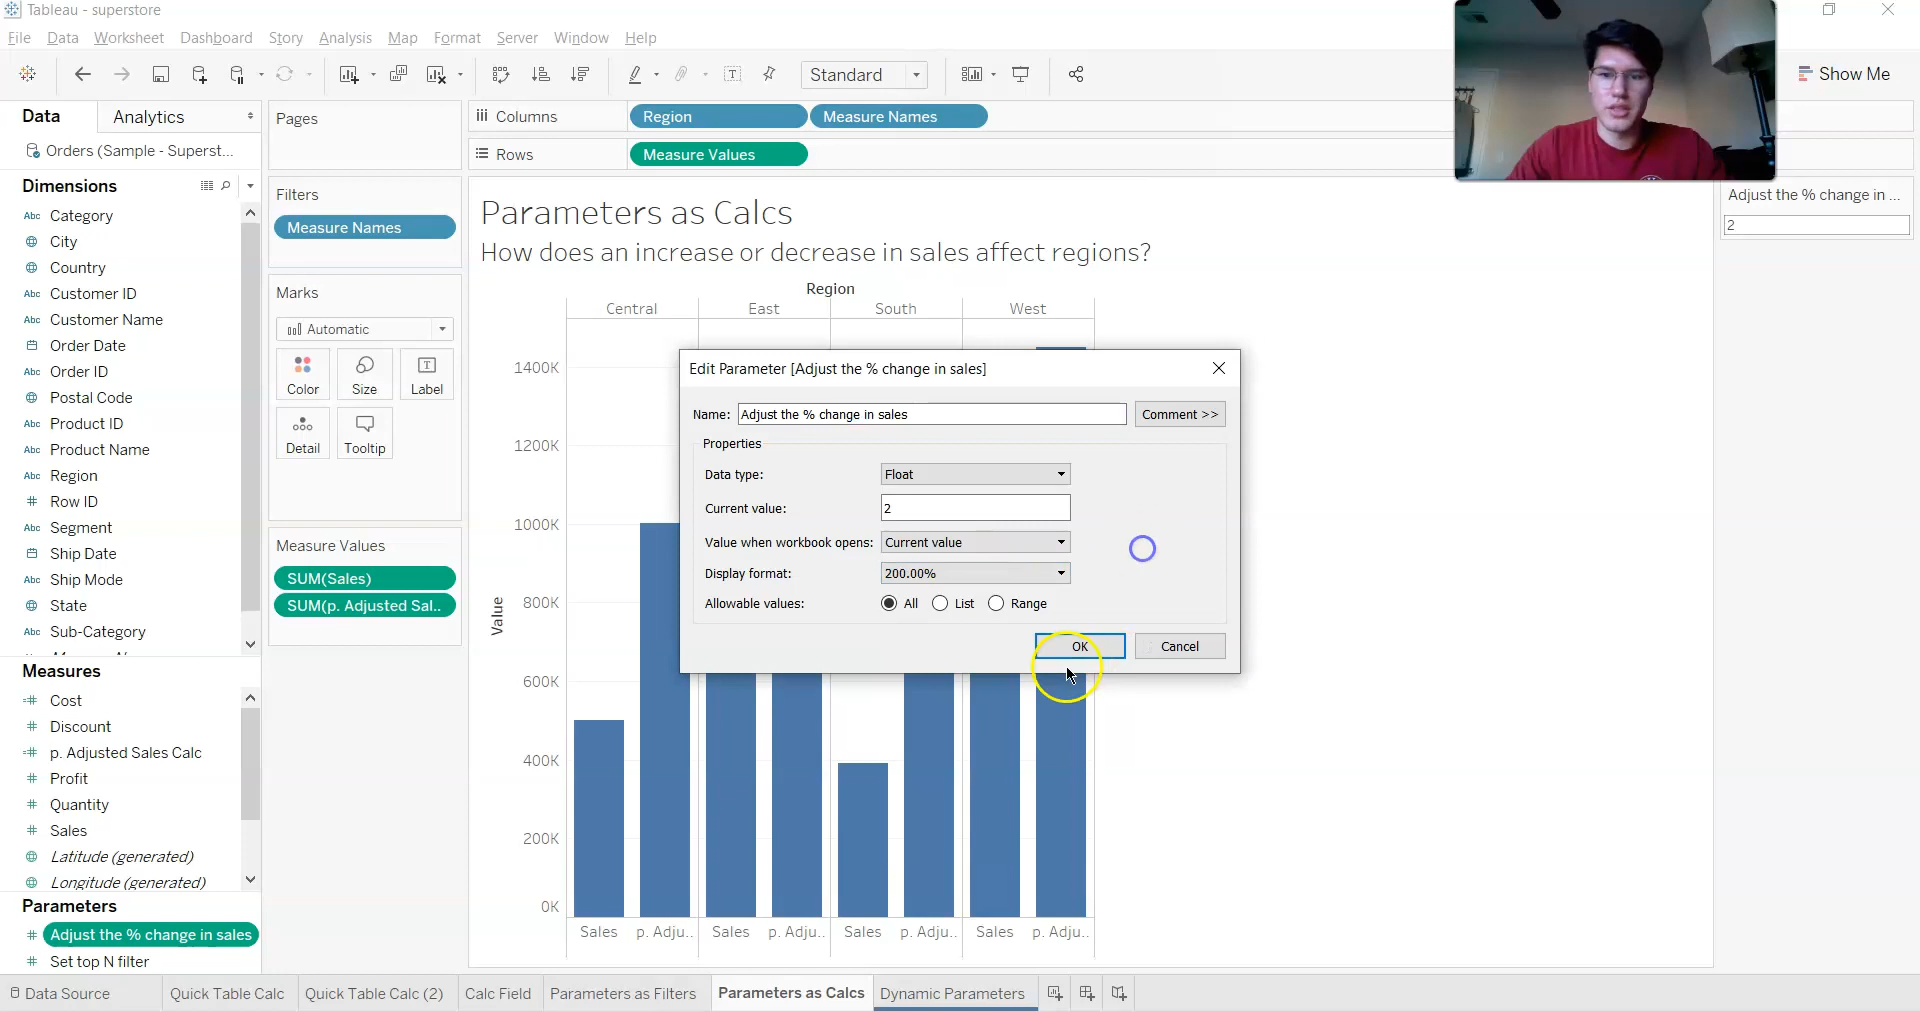 Tableau - superstore
File Data Worksheet Dashboard Story Analysis Map Format Server Window Help
Standard
Show Me
Data
Analytics
Orders (Sample - Superst...
Dimensions
Category
City
Country
Customer ID
Customer Name
Order Date
Order ID
Postal Code
Product ID
Product Name
Region
Row ID
Segment
Ship Date
Ship Mode
State
Sub-Category
Measures
Cost
Discount
p. Adjusted Sales Calc
Profit
Quantity
Sales
Latitude (generated)
Longitude (generated)
Parameters
Adjust the % change in sales
Set top N filter
Pages
Filters
Measure Names
Marks
Automatic
Color Size Label
Detail Tooltip
Measure Values
SUM(Sales)
SUM(p. Adjusted Sal..
Columns Region Measure Names
Rows Measure Values
Parameters as Calcs
How does an increase or decrease in sales affect regions?
Region
Central East South West
Value
1400K
1200K
1000K
800K
600K
400K
200K
0K
Sales p. Adju.. Sales p. Adju.. Sales p. Adju.. Sales p. Adju..
Edit Parameter [Adjust the % change in sales]
Name: Adjust the % change in sales Comment >>
Properties
Data type: Float
Current value: 2
Value when workbook opens: Current value
Display format: 200.00%
Allowable values: All List Range
OK Cancel
Adjust the % change in ...
2
Data Source Quick Table Calc Quick Table Calc (2) Calc Field Parameters as Filters Parameters as Calcs Dynamic Parameters